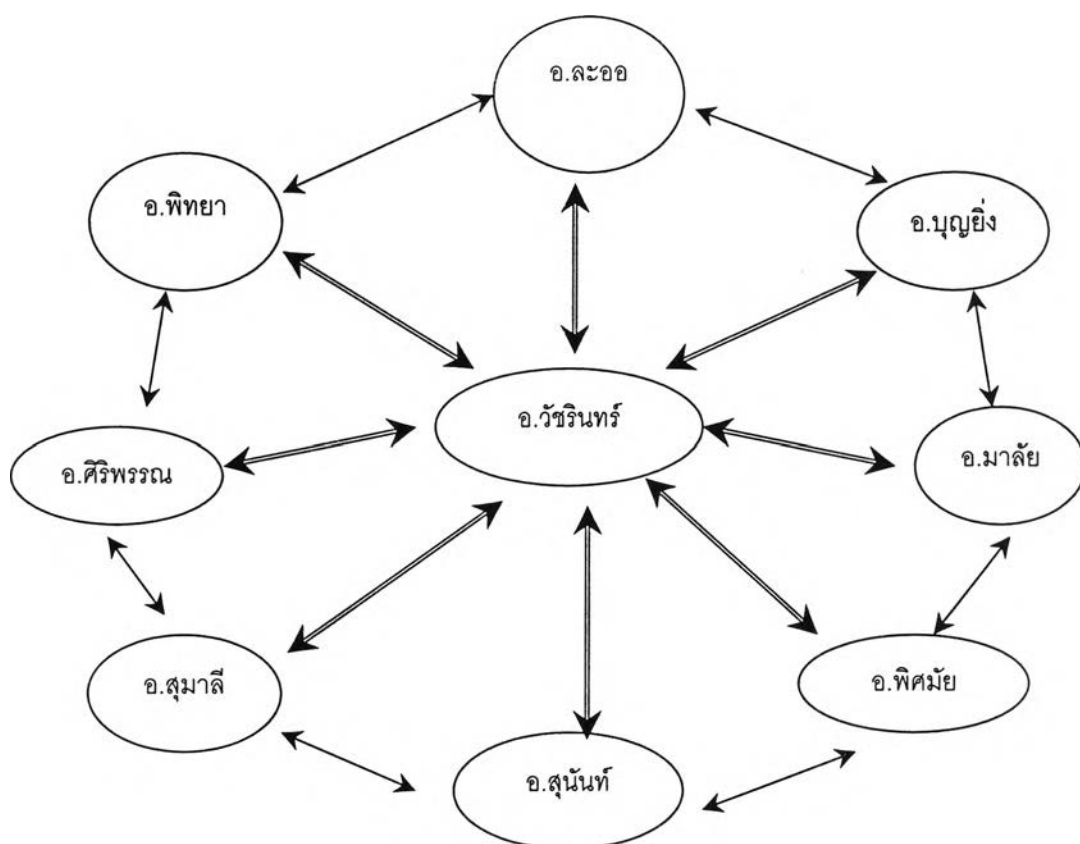 อ.ละออ
อ.พิทยา
อ.บุญยิ่ง
อ.วัชรินทร์
อ.ศิริพรรณ
อ.มาลัย
อ.สุมาลี
อ.พิศมัย
อ.สุนันท์